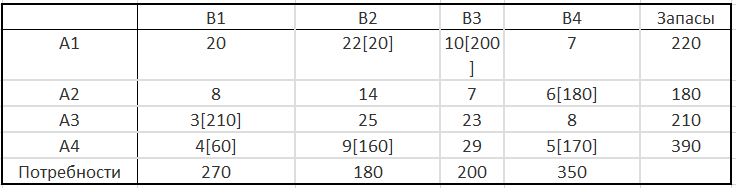 B1 B2 B3 B4 Запасы
A1 20 22[20] 10[200 7 220
]
A2 8 14 7 6[180] 180
A3 3[210] 25 23 8 210
A4 4[60] 9[160] 29 5[170] 390
Потребности 270 180 200 350